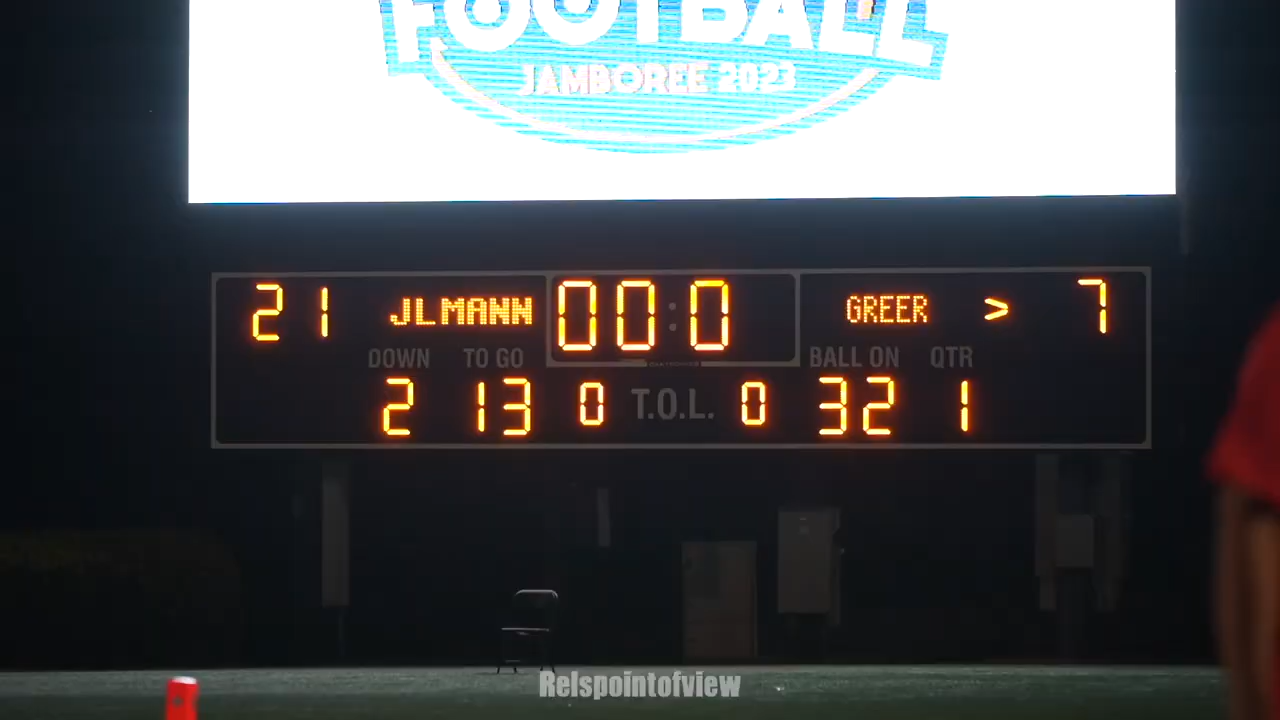 FOOTBALL
JAMBOREE 2023
21 JLMANN 00:0 GREER > 7
DOWN TO GO BALL ON QTR
2 13 0 T.O.L. 0 32 1
Relspointofview